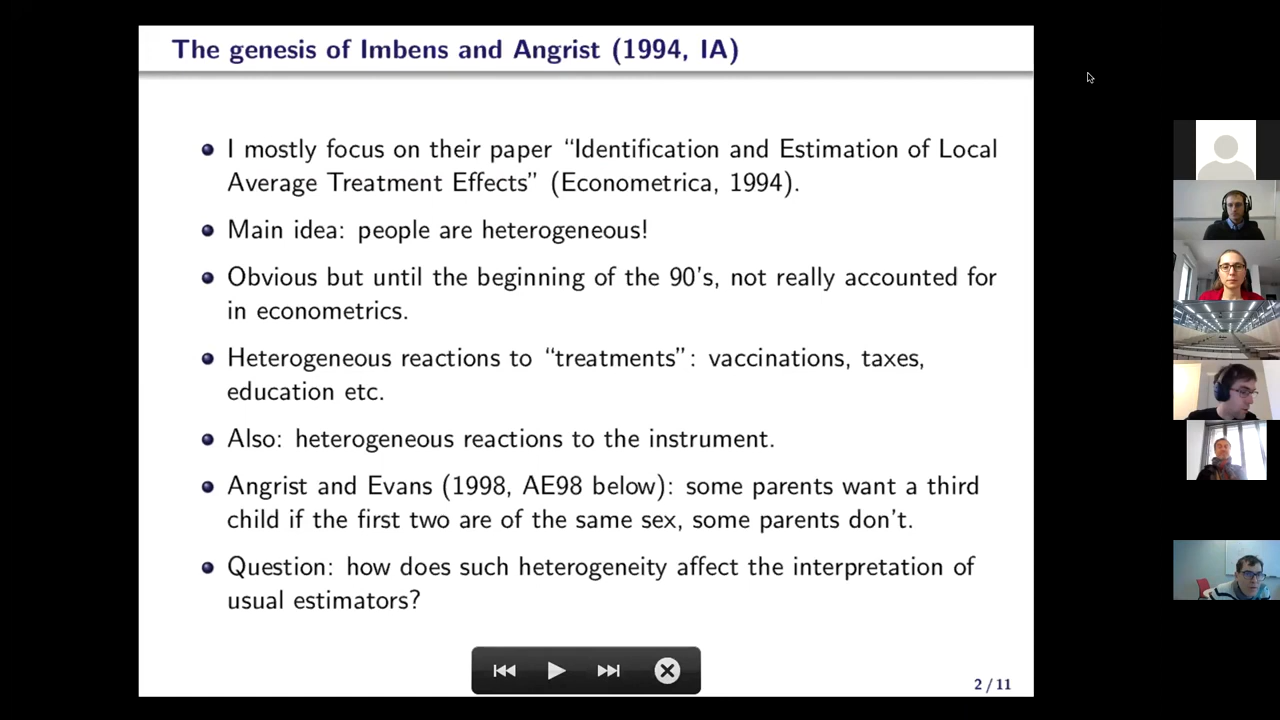 The genesis of Imbens and Angrist (1994, IA)
I mostly focus on their paper “Identification and Estimation of Local
Average Treatment Effects” (Econometrica, 1994).
Main idea: people are heterogeneous!
Obvious but until the beginning of the 90's, not really accounted for
in econometrics.
Heterogeneous reactions to “treatments”: vaccinations, taxes,
education etc.
Also: heterogeneous reactions to the instrument.
Angrist and Evans (1998, AE98 below): some parents want a third
child if the first two are of the same sex, some parents don't.
Question: how does such heterogeneity affect the interpretation of
usual estimators?
2 / 11